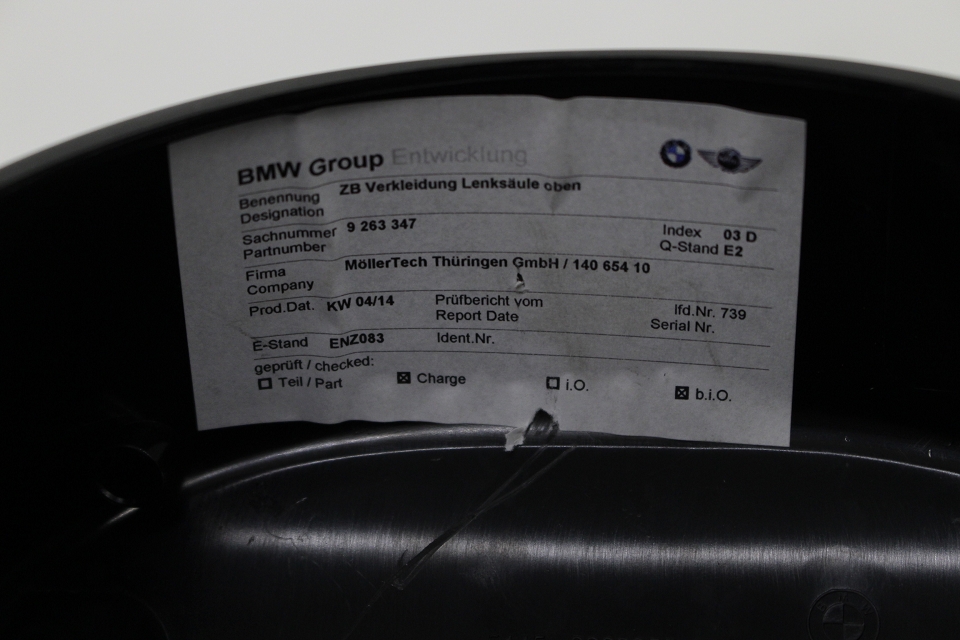 BMW Group Entwicklung
Benennung ZB Verkleidung Lenksäule oben
Designation
Sachnummer 9 263 347 Index 03 D
Partnumber Q-Stand E2
Firma MöllerTech Thüringen GmbH / 140 654 10
Company
Prod.Dat. KW 04/14 Prüfbericht vom lfd.Nr. 739
Report Date Serial Nr.
E-Stand ENZ083 Ident.Nr.
geprüft / checked:
☐ Teil / Part ☒ Charge ☐ i.O. ☒ b.i.O.